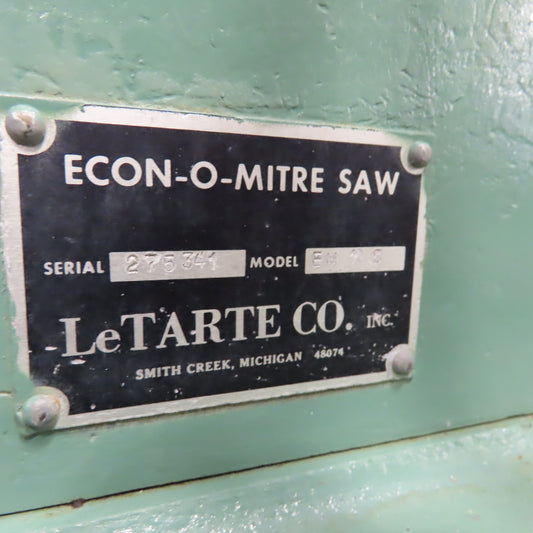 ECON-O-MITRE SAW
SERIAL 275341 MODEL
LeTARTE CO. INC.
SMITH CREEK, MICHIGAN 48074